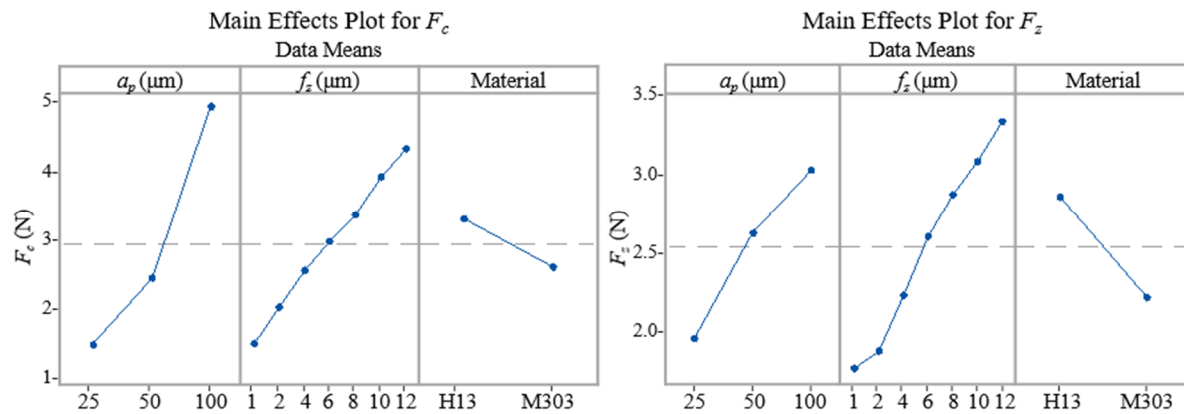 Main Effects Plot for F_c
Data Means
a_p (μm) f_z (μm) Material
5
4
3
2
1
F_c (N)
25 50 100 1 2 4 6 8 10 12 H13 M303
Main Effects Plot for F_z
Data Means
a_p (μm) f_z (μm) Material
3.5
3.0
2.5
2.0
F_z (N)
25 50 100 1 2 4 6 8 10 12 H13 M303